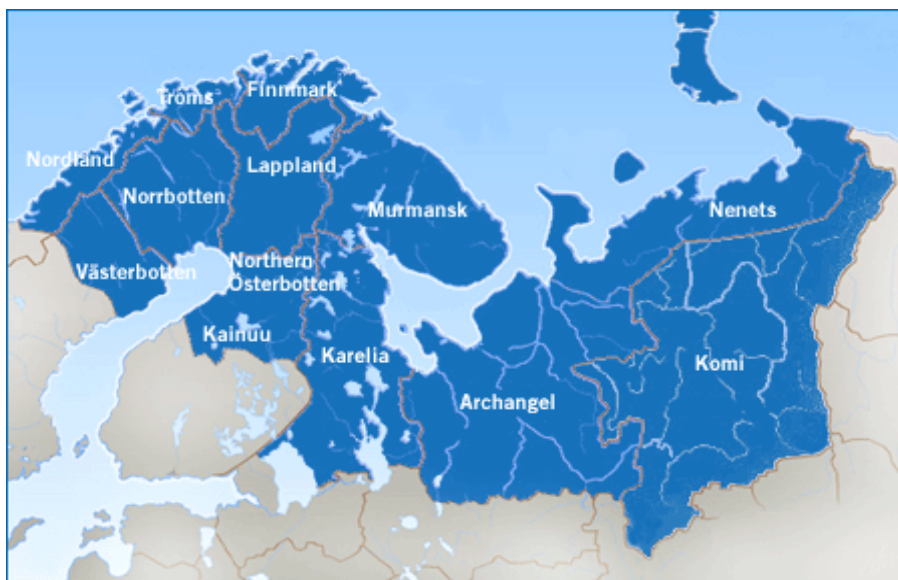 Finnmark
Troms
Nordland
Lappland
Norrbotten
Murmansk
Nenets
Västerbotten
Northern
Österbotten
Kainuu
Karelia
Komi
Archangel